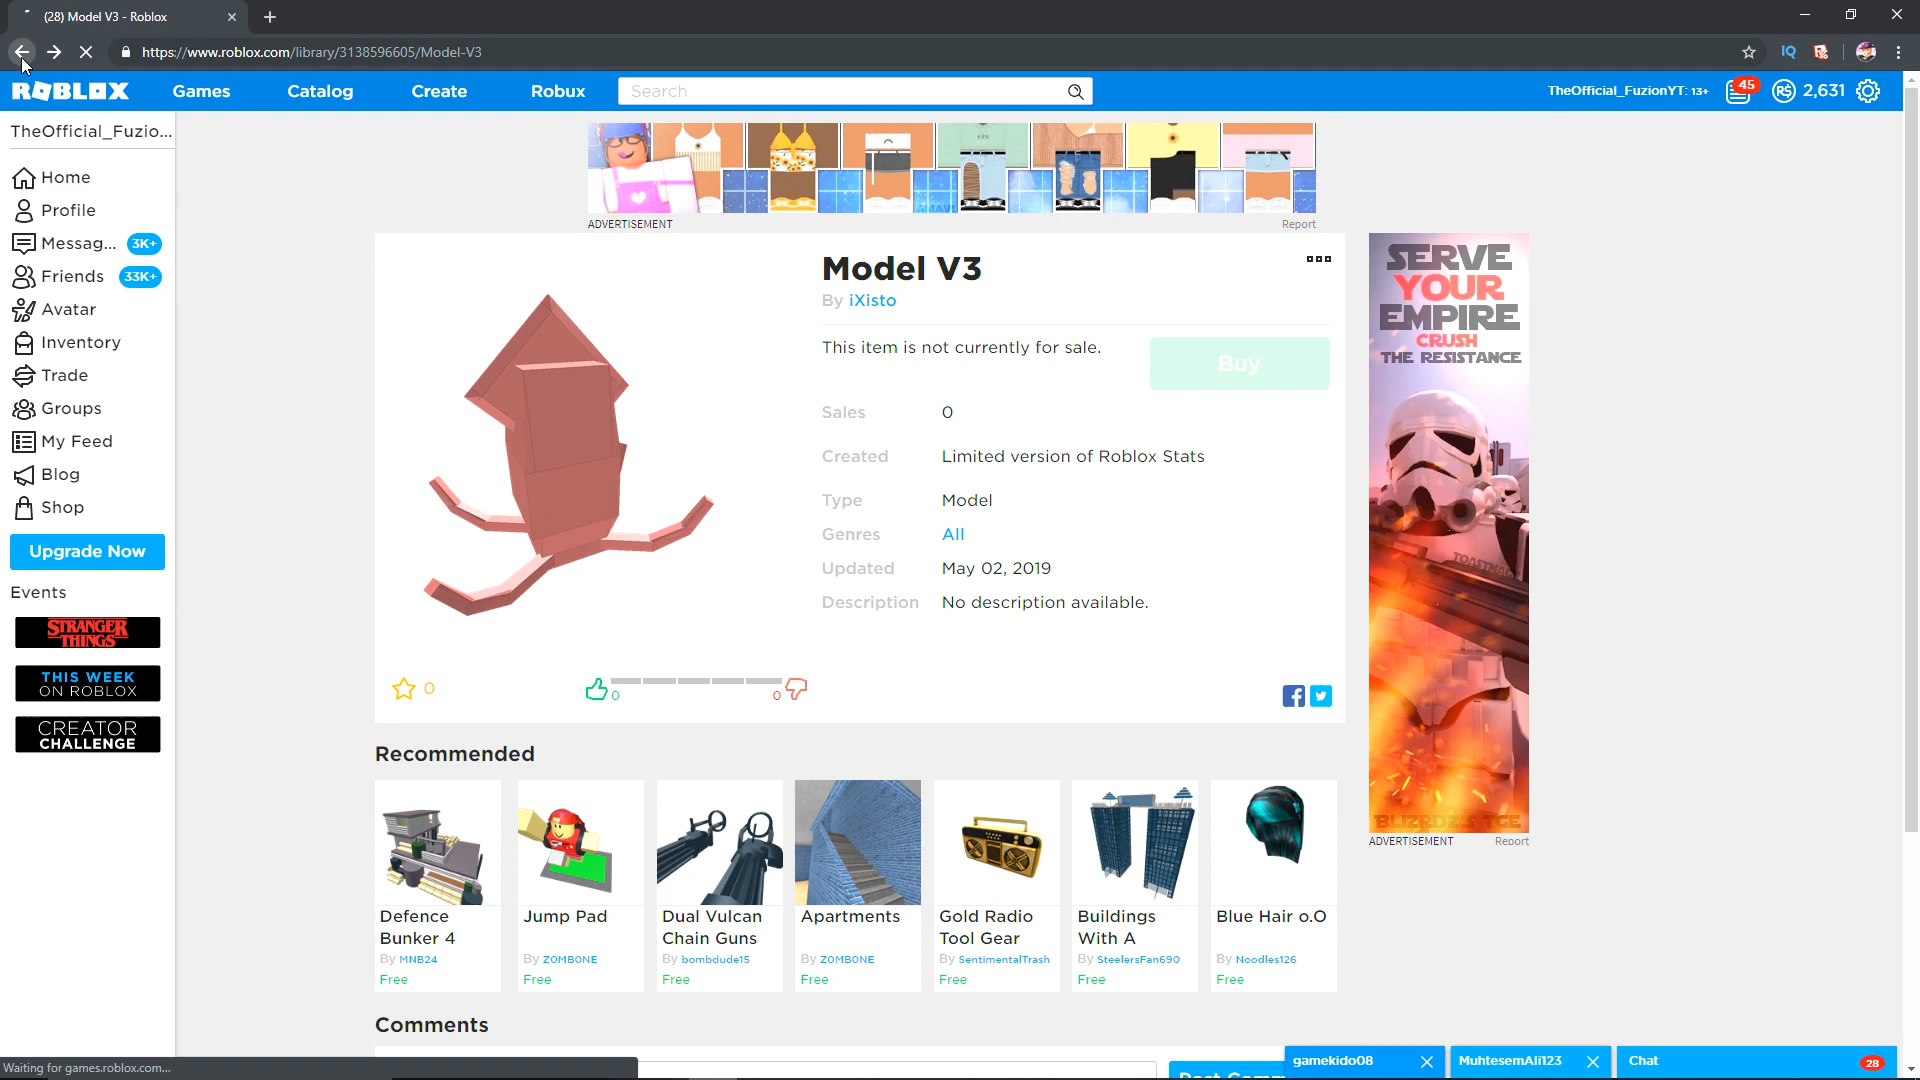 (28) Model V3 - Roblox
https://www.roblox.com/library/3138596605/Model-V3
IQ
ROBLOX
Games
Catalog
Create
Robux
Search
TheOfficial_FuzionYT: 13+
45
R$ 2,631
TheOfficial_Fuzio...
Home
Profile
Messag... 3K+
Friends 33K+
Avatar
Inventory
Trade
Groups
My Feed
Blog
Shop
Upgrade Now
Events
STRANGER
THINGS
THIS WEEK
ON ROBLOX
CREATOR
CHALLENGE
ADVERTISEMENT
Report
Model V3
By iXisto
This item is not currently for sale.
Buy
Sales 0
Created Limited version of Roblox Stats
Type Model
Genres All
Updated May 02, 2019
Description No description available.
0
0
0
SERVE
YOUR
EMPIRE
CRUSH
THE RESISTANCE
ADVERTISEMENT
Report
Recommended
Defence
Bunker 4
By MNB24
Free
Jump Pad
By ZOMBONE
Free
Dual Vulcan
Chain Guns
By bombdude15
Free
Apartments
By ZOMBONE
Free
Gold Radio
Tool Gear
By SentimentalTrash
Free
Buildings
With A
By SteelersFan690
Free
Blue Hair o.O
By Noodles126
Free
Comments
Post Comm
gamekido08
MuhtesemAli123
Chat
28
Waiting for games.roblox.com...